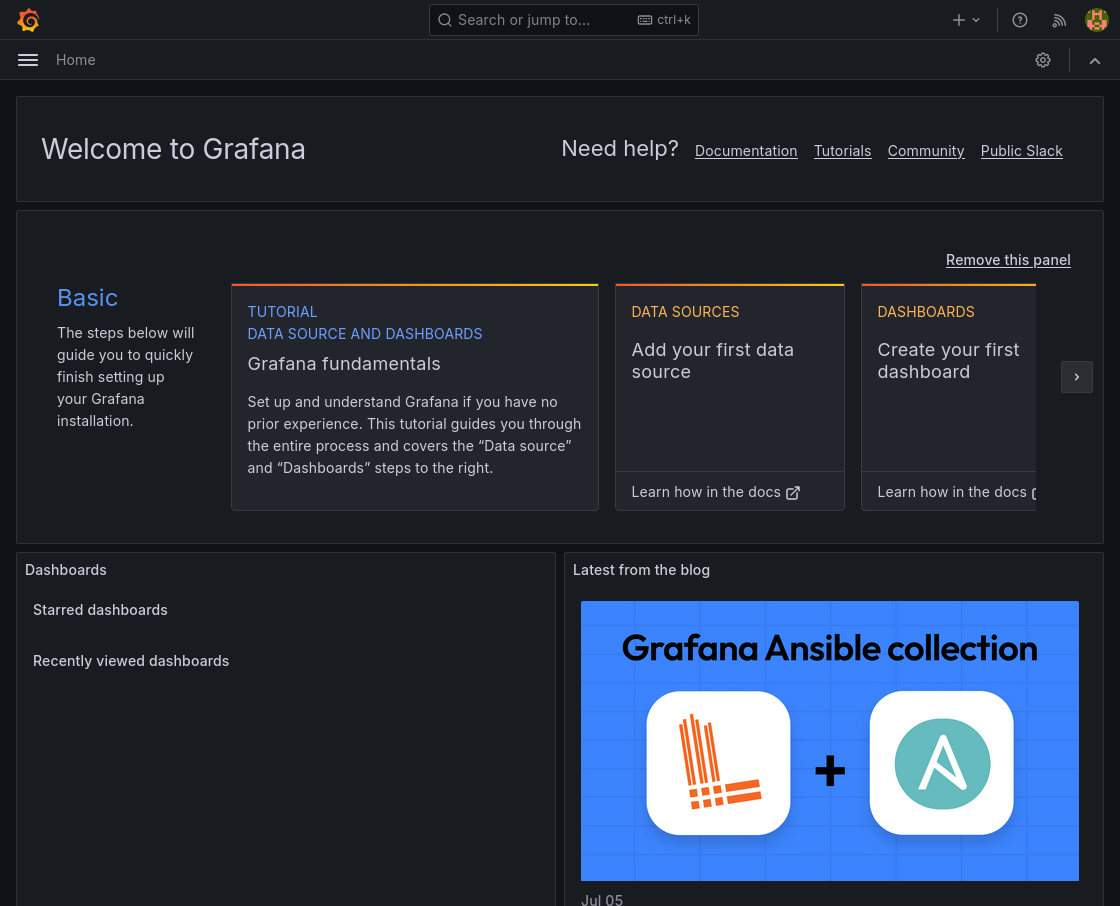 Search or jump to...
ctrl+k
Home
Welcome to Grafana
Need help?
Documentation
Tutorials
Community
Public Slack
Remove this panel
Basic
The steps below will
guide you to quickly
finish setting up
your Grafana
installation.
TUTORIAL
DATA SOURCE AND DASHBOARDS
Grafana fundamentals
Set up and understand Grafana if you have no
prior experience. This tutorial guides you through
the entire process and covers the “Data source”
and “Dashboards” steps to the right.
DATA SOURCES
Add your first data
source
Learn how in the docs
DASHBOARDS
Create your first
dashboard
Learn how in the docs
Dashboards
Starred dashboards
Recently viewed dashboards
Latest from the blog
Grafana Ansible collection
+
Jul 05